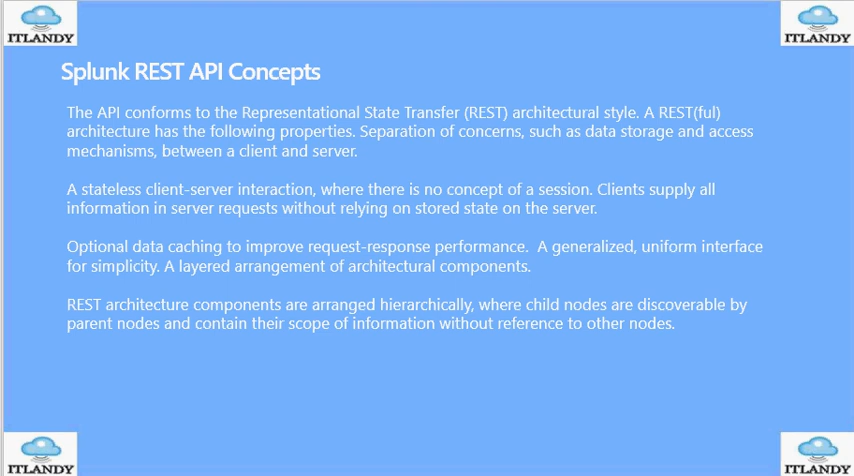 ITLANDY
ITLANDY
Splunk REST API Concepts
The API conforms to the Representational State Transfer (REST) architectural style. A REST(ful)
architecture has the following properties. Separation of concerns, such as data storage and access
mechanisms, between a client and server.
A stateless client-server interaction, where there is no concept of a session. Clients supply all
information in server requests without relying on stored state on the server.
Optional data caching to improve request-response performance.  A generalized, uniform interface
for simplicity. A layered arrangement of architectural components.
REST architecture components are arranged hierarchically, where child nodes are discoverable by
parent nodes and contain their scope of information without reference to other nodes.
ITLANDY
ITLANDY